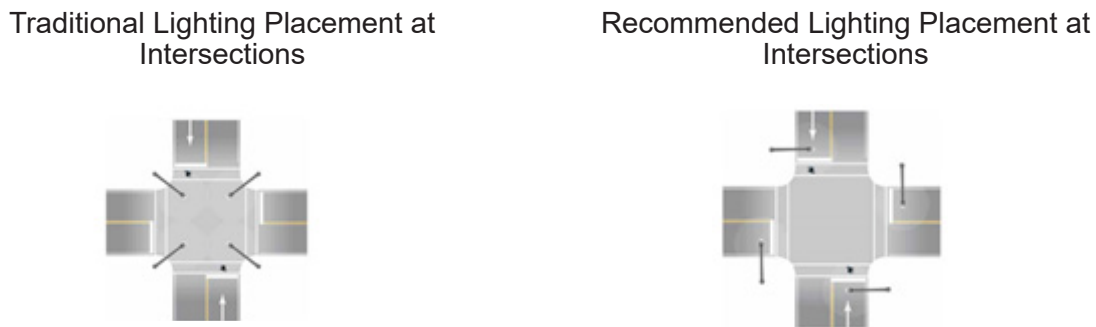 Traditional Lighting Placement at
Intersections
Recommended Lighting Placement at
Intersections